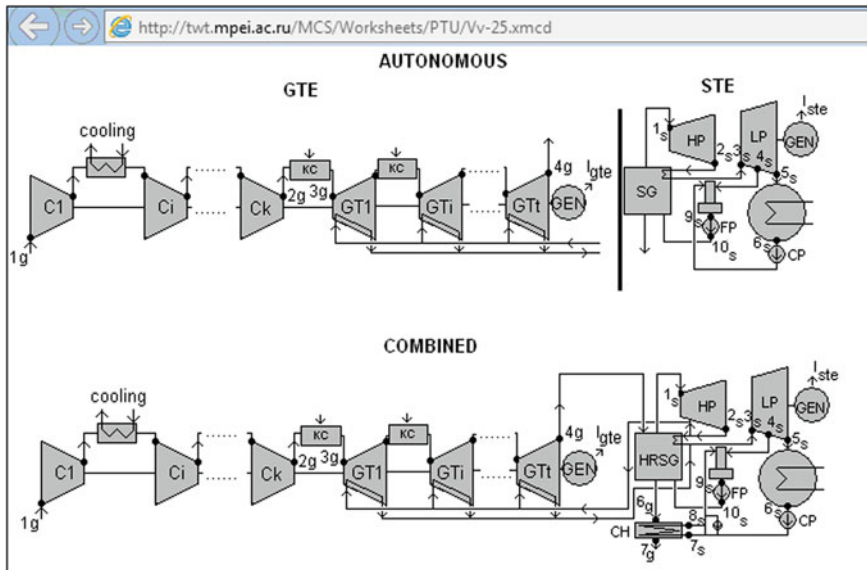 http://twt.mpei.ac.ru/MCS/Worksheets/PTU/Vv-25.xmcd
AUTONOMOUS
GTE
STE
cooling
C1
Ci
Ck
KC
KC
2g
3g
GT1
GTi
GTt
4g
GEN
lgte
1g
1s
HP
2s
3s
LP
4s
5s
GEN
lste
SG
9s
FP
10s
6s
CP
COMBINED
cooling
C1
Ci
Ck
KC
KC
2g
3g
GT1
GTi
GTt
4g
GEN
lgte
1g
1s
HP
2s
3s
LP
4s
5s
GEN
lste
HRSG
9s
FP
10s
6g
8s
6s
CP
CH
7g
7s